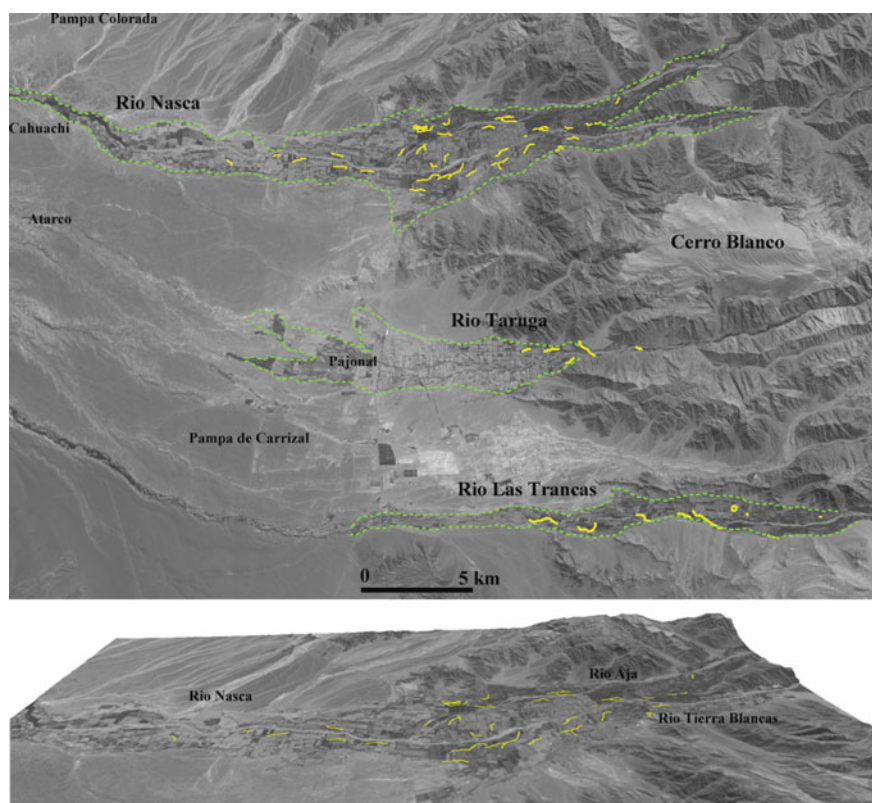 Pampa Colorada
Rio Nasca
Cahuachi
Atarco
Cerro Blanco
Rio Taruga
Pajonal
Pampa de Carrizal
Rio Las Trancas
0 5 km
Rio Aja
Rio Nasca
Rio Tierra Blancas